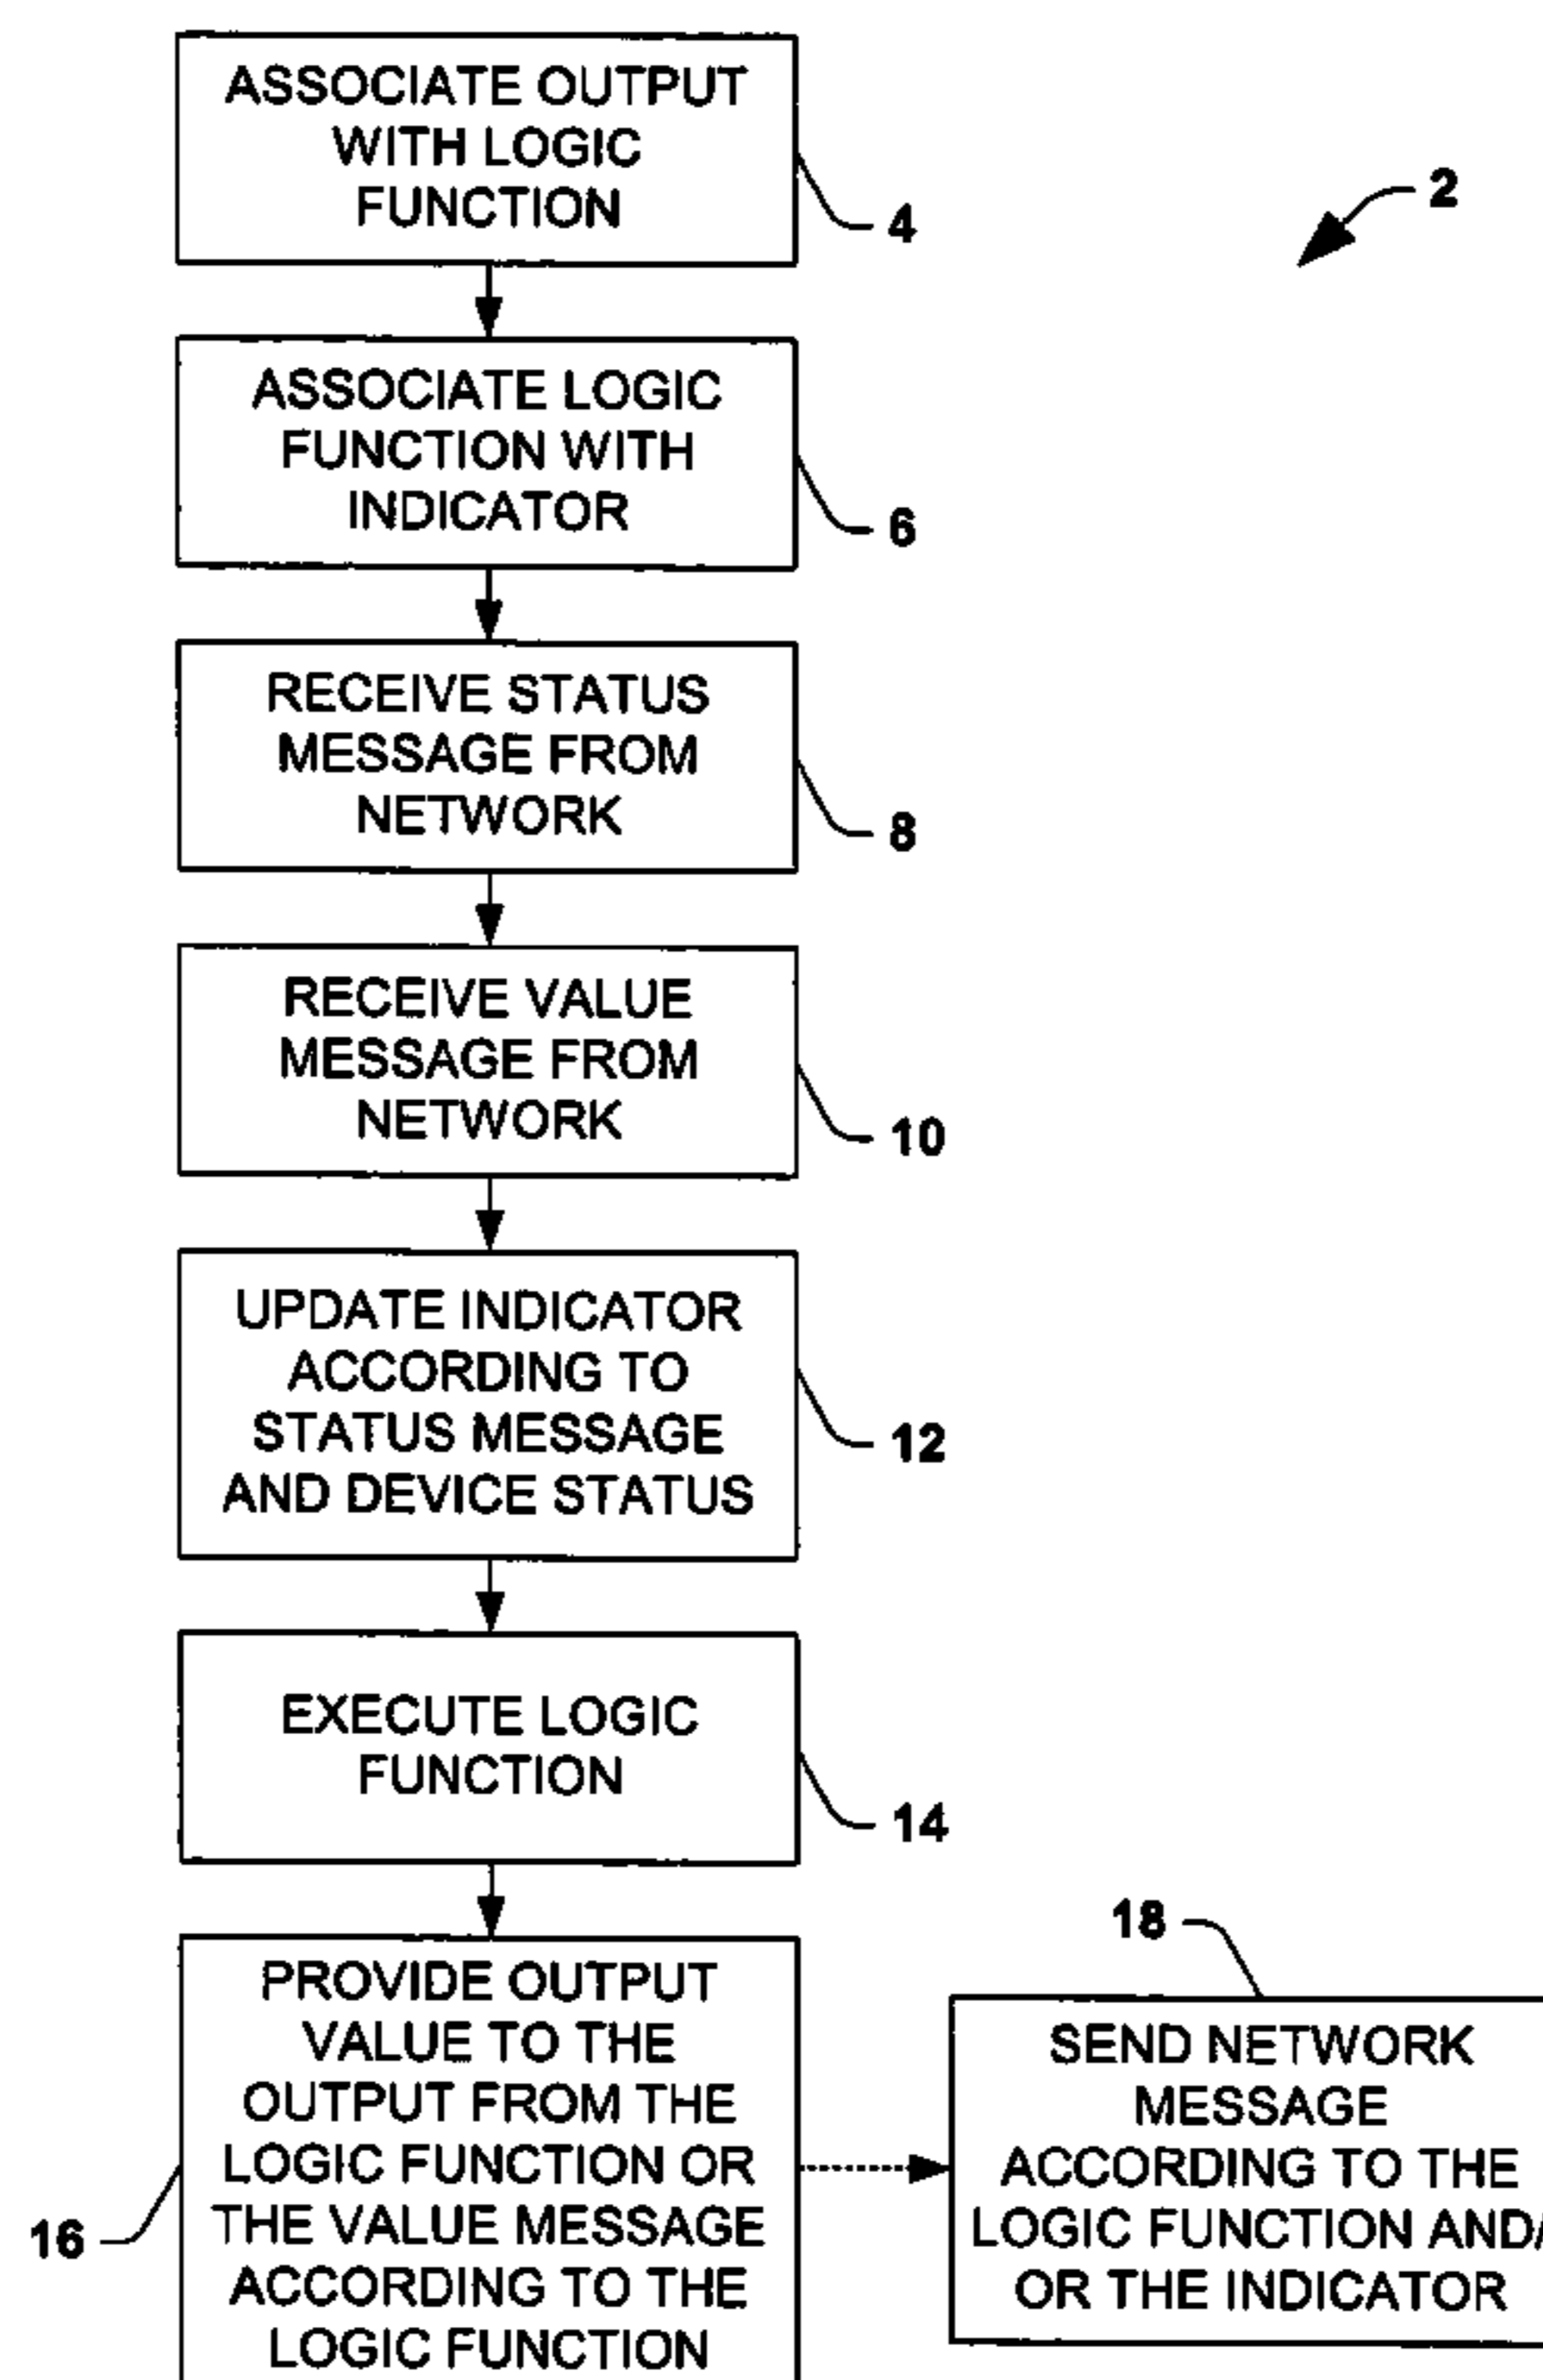 ASSOCIATE OUTPUT
WITH LOGIC
FUNCTION
4
2
ASSOCIATE LOGIC
FUNCTION WITH
INDICATOR
6
RECEIVE STATUS
MESSAGE FROM
NETWORK
8
RECEIVE VALUE
MESSAGE FROM
NETWORK
10
UPDATE INDICATOR
ACCORDING TO
STATUS MESSAGE
AND DEVICE STATUS
12
EXECUTE LOGIC
FUNCTION
14
PROVIDE OUTPUT
VALUE TO THE
OUTPUT FROM THE
LOGIC FUNCTION OR
THE VALUE MESSAGE
ACCORDING TO THE
LOGIC FUNCTION
16
18
SEND NETWORK
MESSAGE
ACCORDING TO THE
LOGIC FUNCTION AND/
OR THE INDICATOR